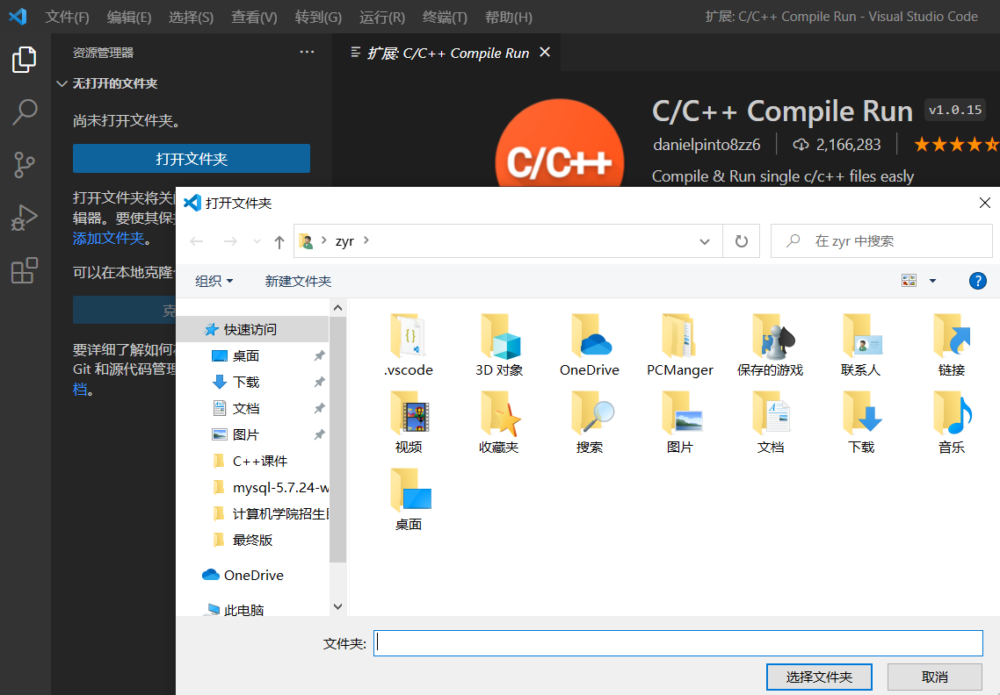 文件(F) 编辑(E) 选择(S) 查看(V) 转到(G) 运行(R) 终端(T) 帮助(H) 扩展: C/C++ Compile Run - Visual Studio Code
资源管理器 ···
扩展: C/C++ Compile Run
无打开的文件夹
尚未打开文件夹。
打开文件夹
打开文件夹将关
辑器。要使其保
添加文件夹。
可以在本地克隆
克
要详细了解如何
Git 和源代码管理
档。
C/C++
C/C++ Compile Run v1.0.15
danielpinto8zz6 2,166,283
Compile & Run single c/c++ files easly
打开文件夹
zyr
在 zyr 中搜索
组织 新建文件夹
快速访问
桌面
下载
文档
图片
C++课件
mysql-5.7.24-w
计算机学院招生
最终版
OneDrive
此电脑
.vscode 3D 对象 OneDrive PCManger 保存的游戏 联系人 链接
视频 收藏夹 搜索 图片 文档 下载 音乐
桌面
文件夹:
选择文件夹 取消